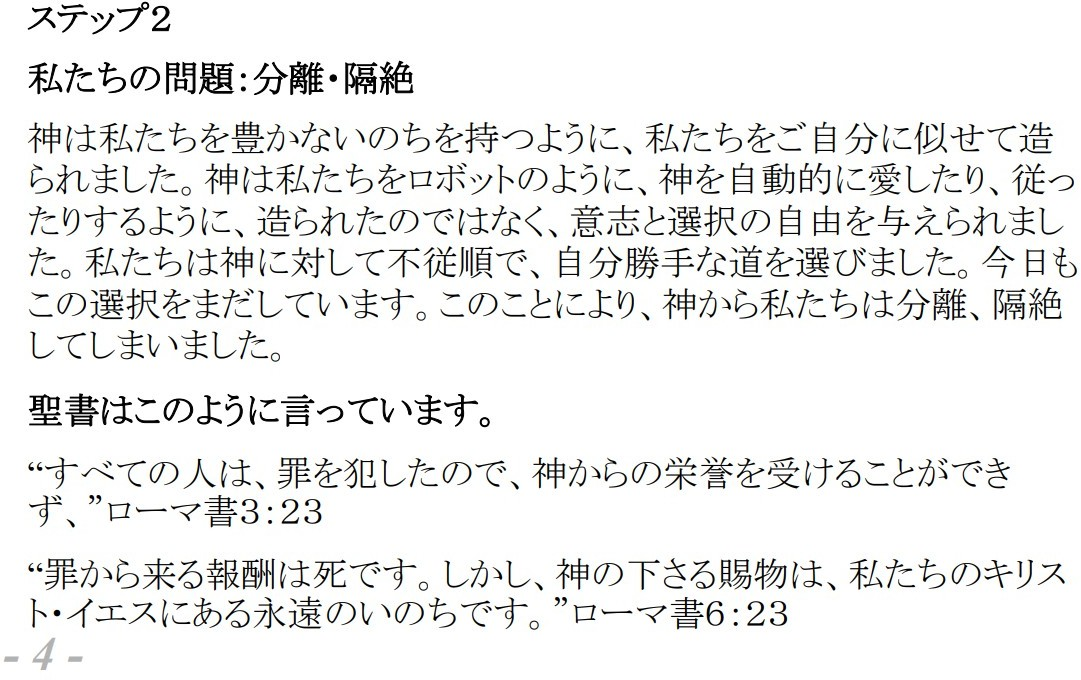 ステップ２
私たちの問題：分離・隔絶
神は私たちを豊かないのちを持つように、私たちをご自分に似せて造
られました。神は私たちをロボットのように、神を自動的に愛したり、従っ
たりするように、造られたのではなく、意志と選択の自由を与えられまし
た。私たちは神に対して不従順で、自分勝手な道を選びました。今日も
この選択をまだしています。このことにより、神から私たちは分離、隔絶
してしまいました。
聖書はこのように言っています。
“すべての人は、罪を犯したので、神からの栄誉を受けることができ
ず、”ローマ書３：２３
“罪から来る報酬は死です。しかし、神の下さる賜物は、私たちのキリス
ト・イエスにある永遠のいのちです。”ローマ書６：２３
- 4 -